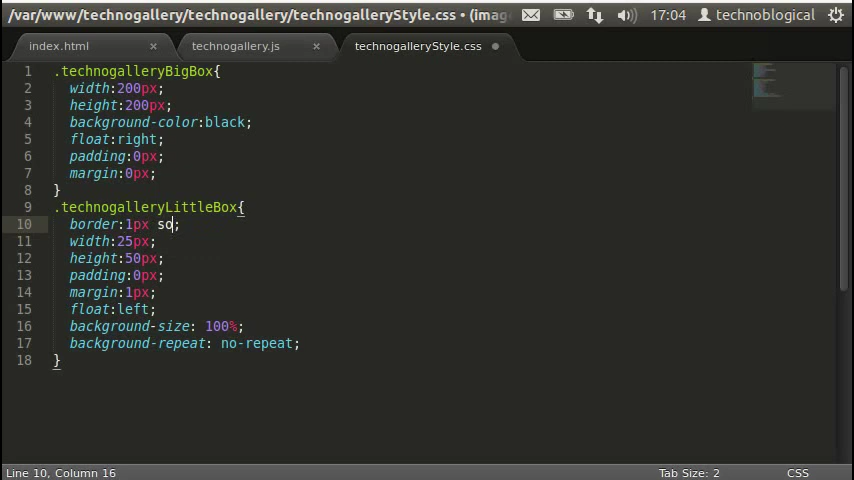 /var/www/technogallery/technogallery/technogalleryStyle.css • (imag 17:04 technoblogical
index.html × technogallery.js × technogalleryStyle.css
1 .technogalleryBigBox{
2 width:200px;
3 height:200px;
4 background-color:black;
5 float:right;
6 padding:0px;
7 margin:0px;
8 }
9 .technogalleryLittleBox{
10 border:1px so;
11 width:25px;
12 height:50px;
13 padding:0px;
14 margin:1px;
15 float:left;
16 background-size: 100%;
17 background-repeat: no-repeat;
18 }
Line 10, Column 16 Tab Size: 2 CSS